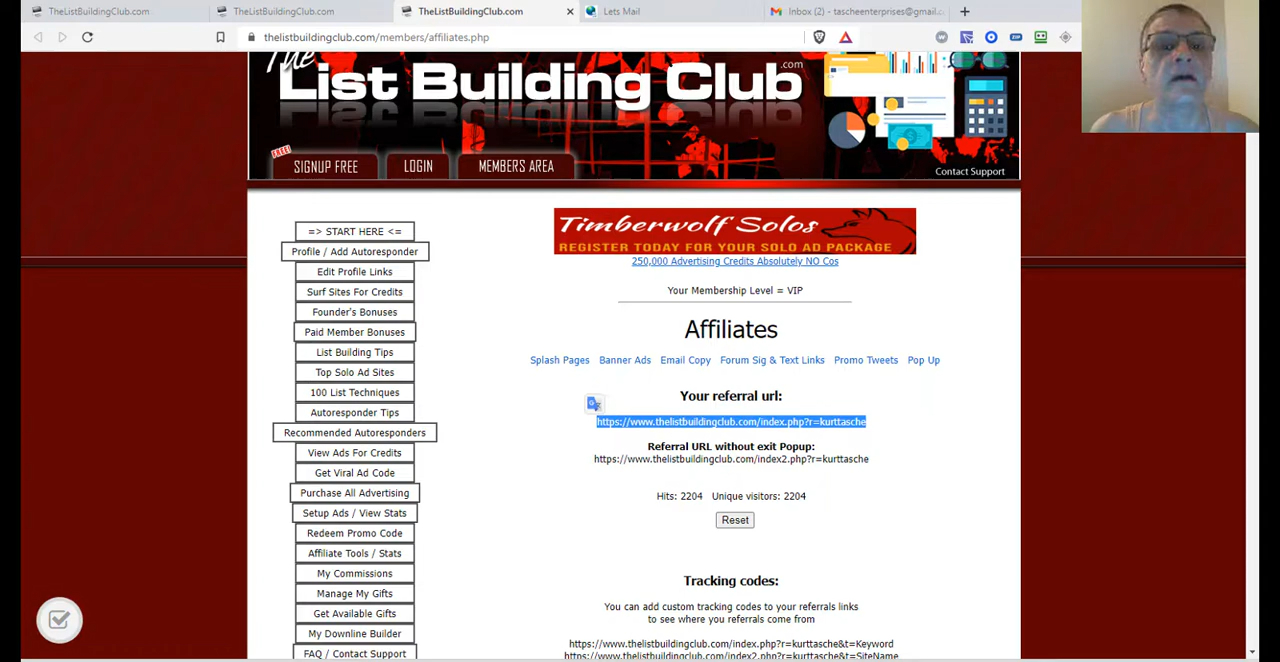 TheListBuildingClub.com
TheListBuildingClub.com
TheListBuildingClub.com
Lets Mail
Inbox (2) - tascheenterprises@gmail.c
thelistbuildingclub.com/members/affiliates.php
The
List Building Club
.com
FREE!
SIGNUP FREE
LOGIN
MEMBERS AREA
Contact Support
=> START HERE <=
Profile / Add Autoresponder
Edit Profile Links
Surf Sites For Credits
Founder's Bonuses
Paid Member Bonuses
List Building Tips
Top Solo Ad Sites
100 List Techniques
Autoresponder Tips
Recommended Autoresponders
View Ads For Credits
Get Viral Ad Code
Purchase All Advertising
Setup Ads / View Stats
Redeem Promo Code
Affiliate Tools / Stats
My Commissions
Manage My Gifts
Get Available Gifts
My Downline Builder
FAQ / Contact Support
Timberwolf Solos
REGISTER TODAY FOR YOUR SOLO AD PACKAGE
250,000 Advertising Credits Absolutely NO Cos
Your Membership Level = VIP
Affiliates
Splash Pages Banner Ads Email Copy Forum Sig & Text Links Promo Tweets Pop Up
Your referral url:
https://www.thelistbuildingclub.com/index.php?r=kurttasche
Referral URL without exit Popup:
https://www.thelistbuildingclub.com/index2.php?r=kurttasche
Hits: 2204 Unique visitors: 2204
Reset
Tracking codes:
You can add custom tracking codes to your referrals links
to see where you referrals come from
https://www.thelistbuildingclub.com/index.php?r=kurttasche&t=Keyword
https://www.thelistbuildingclub.com/index2.php?r=kurttasche&t=SiteName